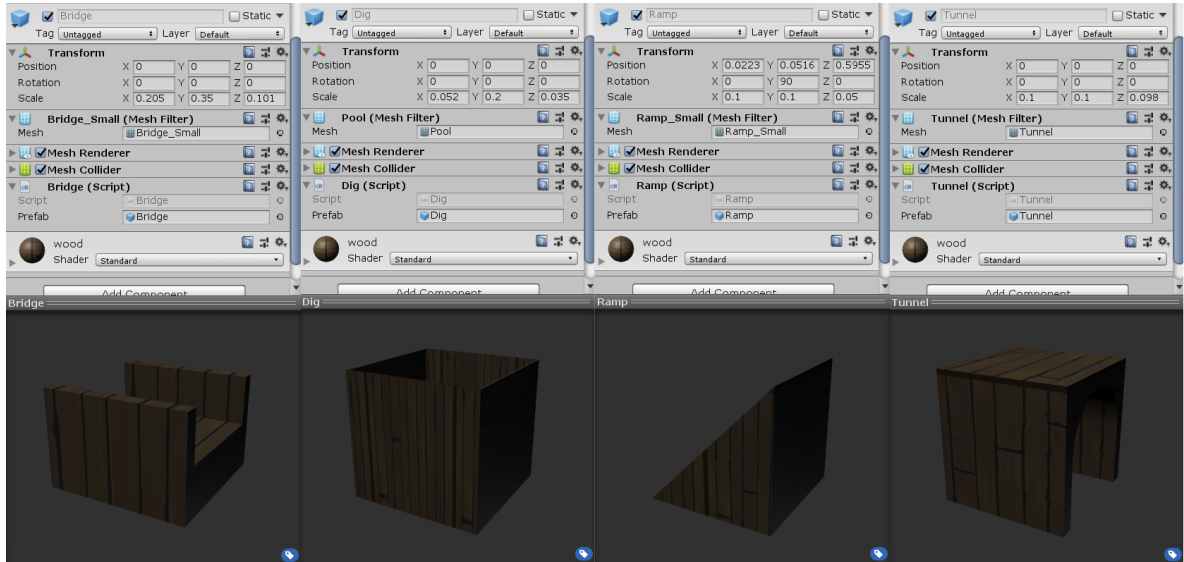 Bridge Static
Tag Untagged Layer Default
Transform
Position X 0 Y 0 Z 0
Rotation X 0 Y 0 Z 0
Scale X 0.205 Y 0.35 Z 0.101
Bridge_Small (Mesh Filter)
Mesh Bridge_Small
Mesh Renderer
Mesh Collider
Bridge (Script)
Script Bridge
Prefab Bridge
wood
Shader Standard
Add Component
Bridge
Dig Static
Tag Untagged Layer Default
Transform
Position X 0 Y 0 Z 0
Rotation X 0 Y 0 Z 0
Scale X 0.052 Y 0.2 Z 0.035
Pool (Mesh Filter)
Mesh Pool
Mesh Renderer
Mesh Collider
Dig (Script)
Script Dig
Prefab Dig
wood
Shader Standard
Add Component
Dig
Ramp Static
Tag Untagged Layer Default
Transform
Position X 0.0223 Y 0.0516 Z 0.5955
Rotation X 0 Y 90 Z 0
Scale X 0.1 Y 0.1 Z 0.05
Ramp_Small (Mesh Filter)
Mesh Ramp_Small
Mesh Renderer
Mesh Collider
Ramp (Script)
Script Ramp
Prefab Ramp
wood
Shader Standard
Add Component
Ramp
Tunnel Static
Tag Untagged Layer Default
Transform
Position X 0 Y 0 Z 0
Rotation X 0 Y 0 Z 0
Scale X 0.1 Y 0.1 Z 0.098
Tunnel (Mesh Filter)
Mesh Tunnel
Mesh Renderer
Mesh Collider
Tunnel (Script)
Script Tunnel
Prefab Tunnel
wood
Shader Standard
Add Component
Tunnel